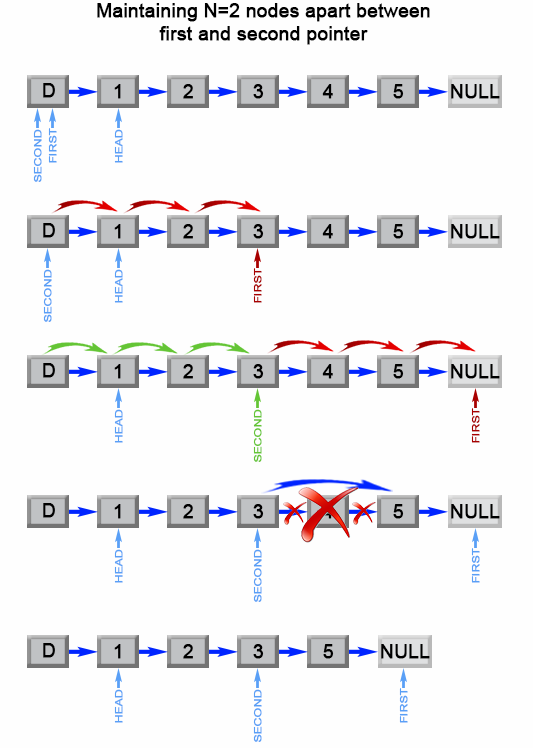 Maintaining N=2 nodes apart between
first and second pointer
D 1 2 3 4 5 NULL
SECOND FIRST HEAD
D 1 2 3 4 5 NULL
SECOND HEAD FIRST
D 1 2 3 4 5 NULL
HEAD SECOND FIRST
D 1 2 3 5 NULL
HEAD SECOND FIRST
D 1 2 3 5 NULL
HEAD SECOND FIRST